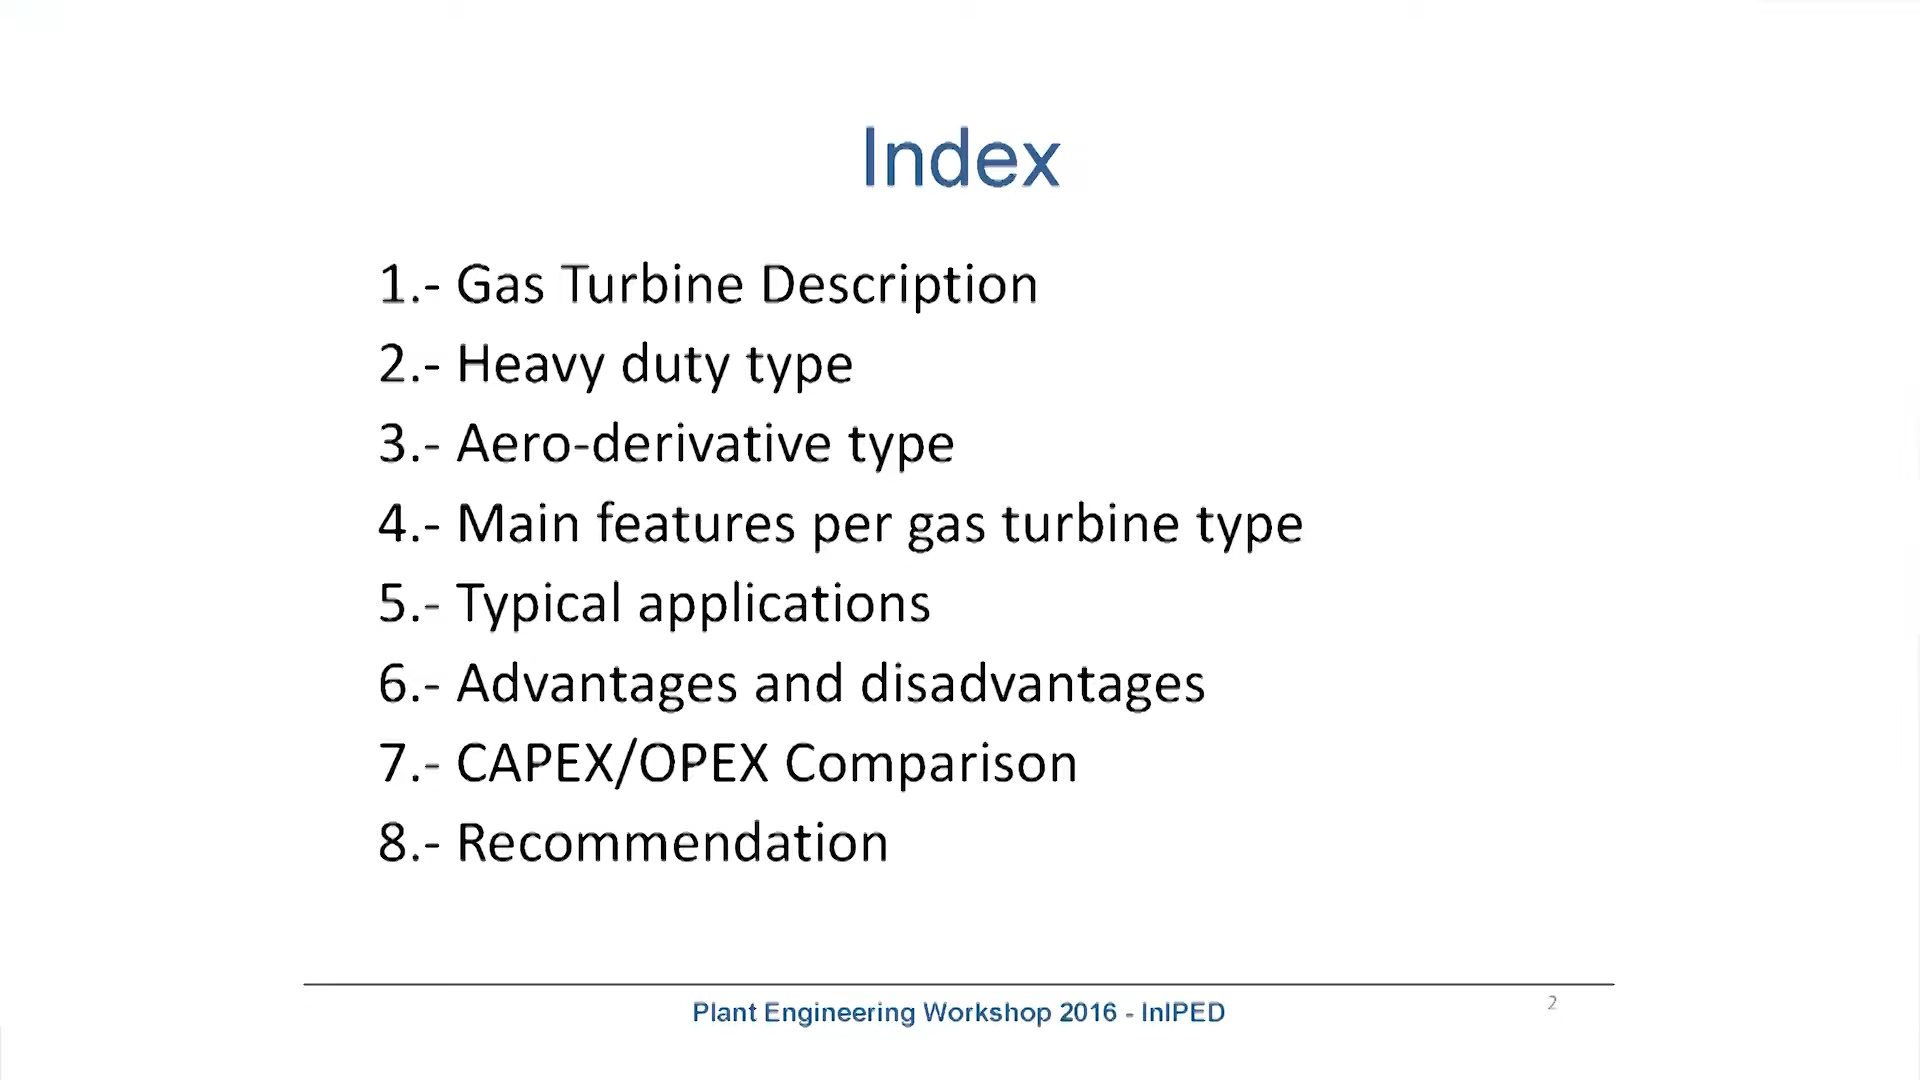 Index
1.- Gas Turbine Description
2.- Heavy duty type
3.- Aero-derivative type
4.- Main features per gas turbine type
5.- Typical applications
6.- Advantages and disadvantages
7.- CAPEX/OPEX Comparison
8.- Recommendation
Plant Engineering Workshop 2016 - InIPED
2